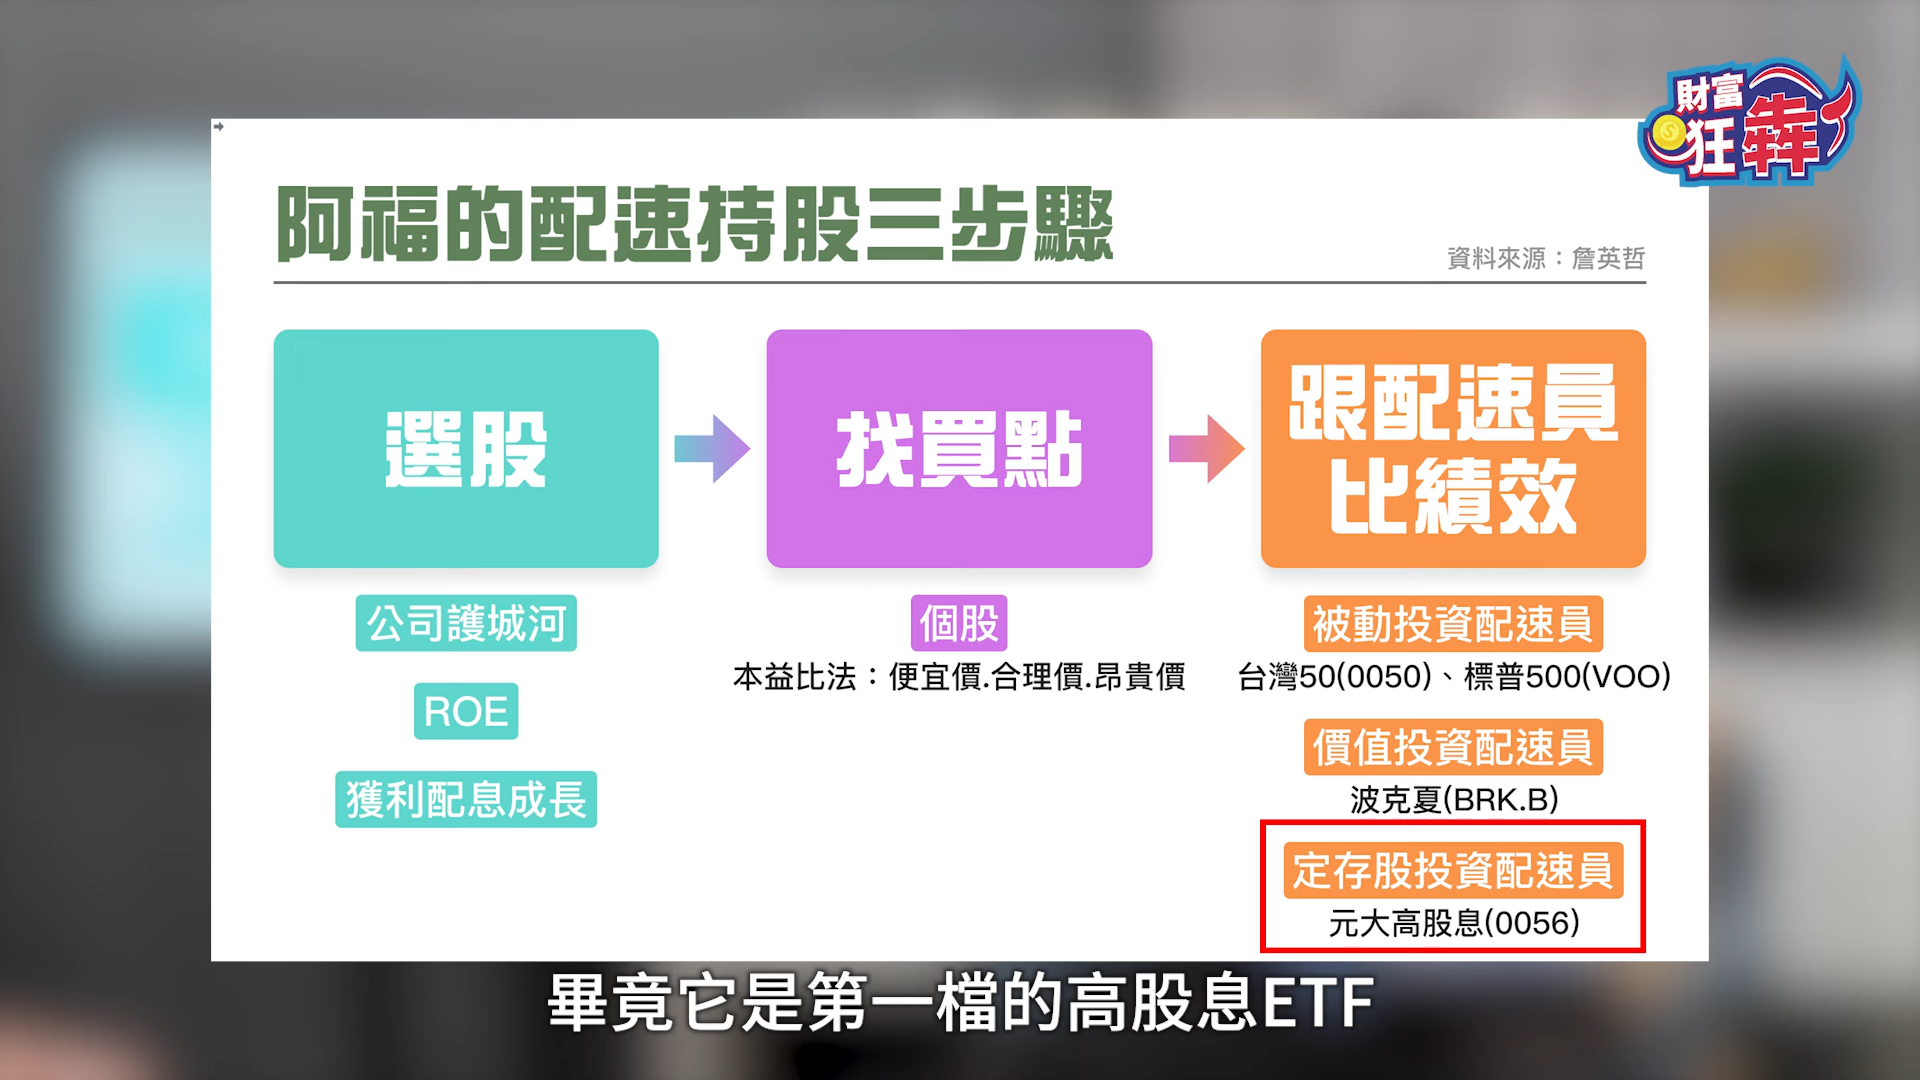 財富
狂犇
阿福的配速持股三步驟
資料來源：詹英哲
選股
找買點
跟配速員
比績效
公司護城河
ROE
獲利配息成長
個股
本益比法：便宜價.合理價.昂貴價
被動投資配速員
台灣50(0050)、標普500(VOO)
價值投資配速員
波克夏(BRK.B)
定存股投資配速員
元大高股息(0056)
畢竟它是第一檔的高股息ETF